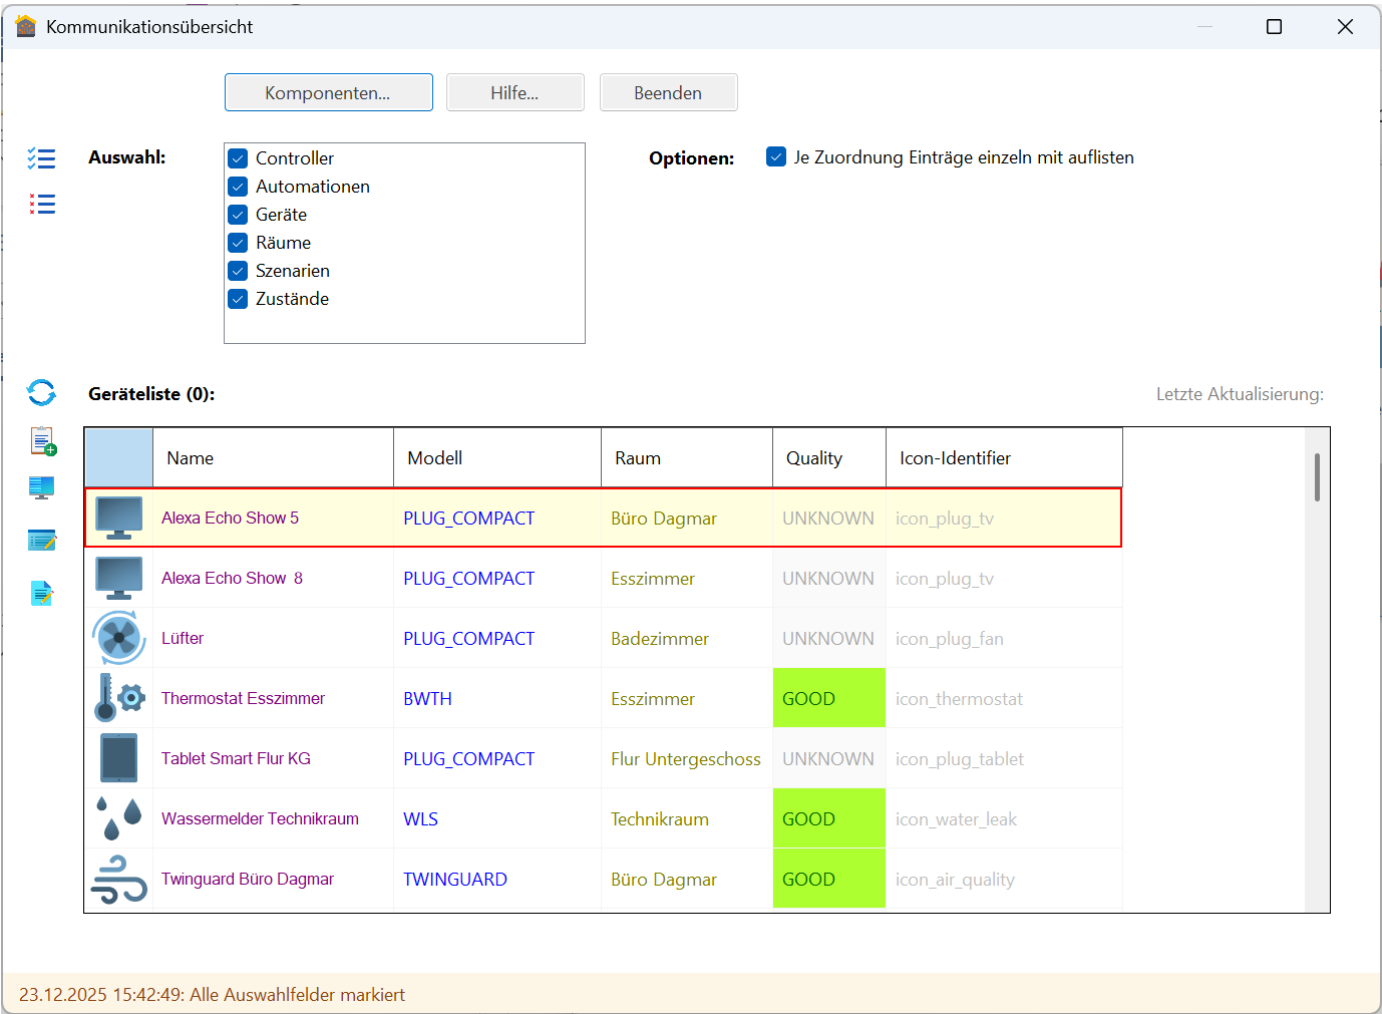 Kommunikationsübersicht
Komponenten... Hilfe... Beenden
Auswahl: Controller Optionen: Je Zuordnung Einträge einzeln mit auflisten
Automationen
Geräte
Räume
Szenarien
Zustände
Geräteliste (0): Letzte Aktualisierung:
Name Modell Raum Quality Icon-Identifier
Alexa Echo Show 5 PLUG_COMPACT Büro Dagmar UNKNOWN icon_plug_tv
Alexa Echo Show  8 PLUG_COMPACT Esszimmer UNKNOWN icon_plug_tv
Lüfter PLUG_COMPACT Badezimmer UNKNOWN icon_plug_fan
Thermostat Esszimmer BWTH Esszimmer GOOD icon_thermostat
Tablet Smart Flur KG PLUG_COMPACT Flur Untergeschoss UNKNOWN icon_plug_tablet
Wassermelder Technikraum WLS Technikraum GOOD icon_water_leak
Twinguard Büro Dagmar TWINGUARD Büro Dagmar GOOD icon_air_quality
23.12.2025 15:42:49: Alle Auswahlfelder markiert